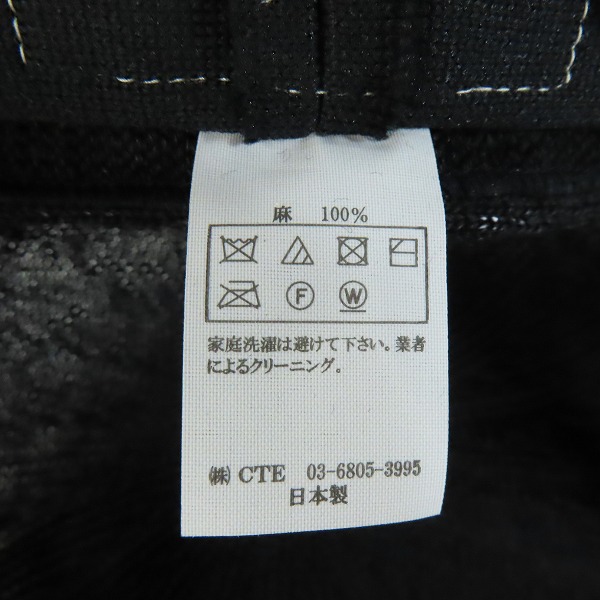 麻 100%
F W
家庭洗濯は避けて下さい。業者
によるクリーニング。
㈱ CTE 03-6805-3995
日本製